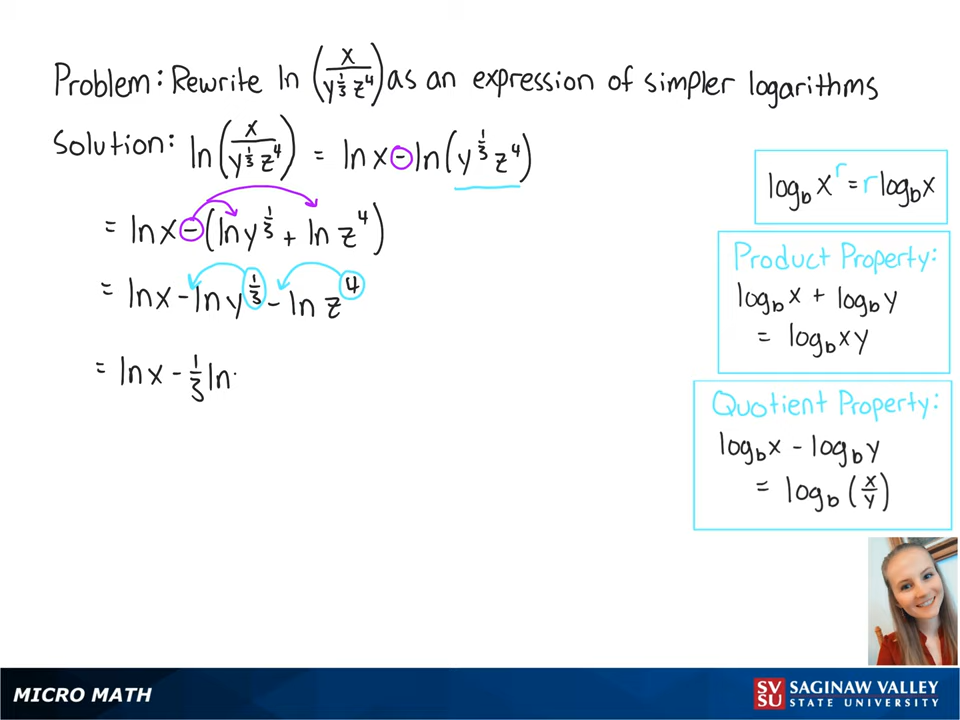 Problem: Rewrite ln (x / y^(1/3) z^4) as an expression of simpler logarithms
Solution: ln (x / y^(1/3) z^4) = ln x - ln (y^(1/3) z^4)
= ln x - (ln y^(1/3) + ln z^4)
= ln x - ln y^(1/3) - ln z^4
= ln x - 1/3 ln
log_b x^r = r log_b x
Product Property:
log_b x + log_b y
= log_b xy
Quotient Property:
log_b x - log_b y
= log_b (x/y)
MICRO MATH
SV
SU
SAGINAW VALLEY
STATE UNIVERSITY